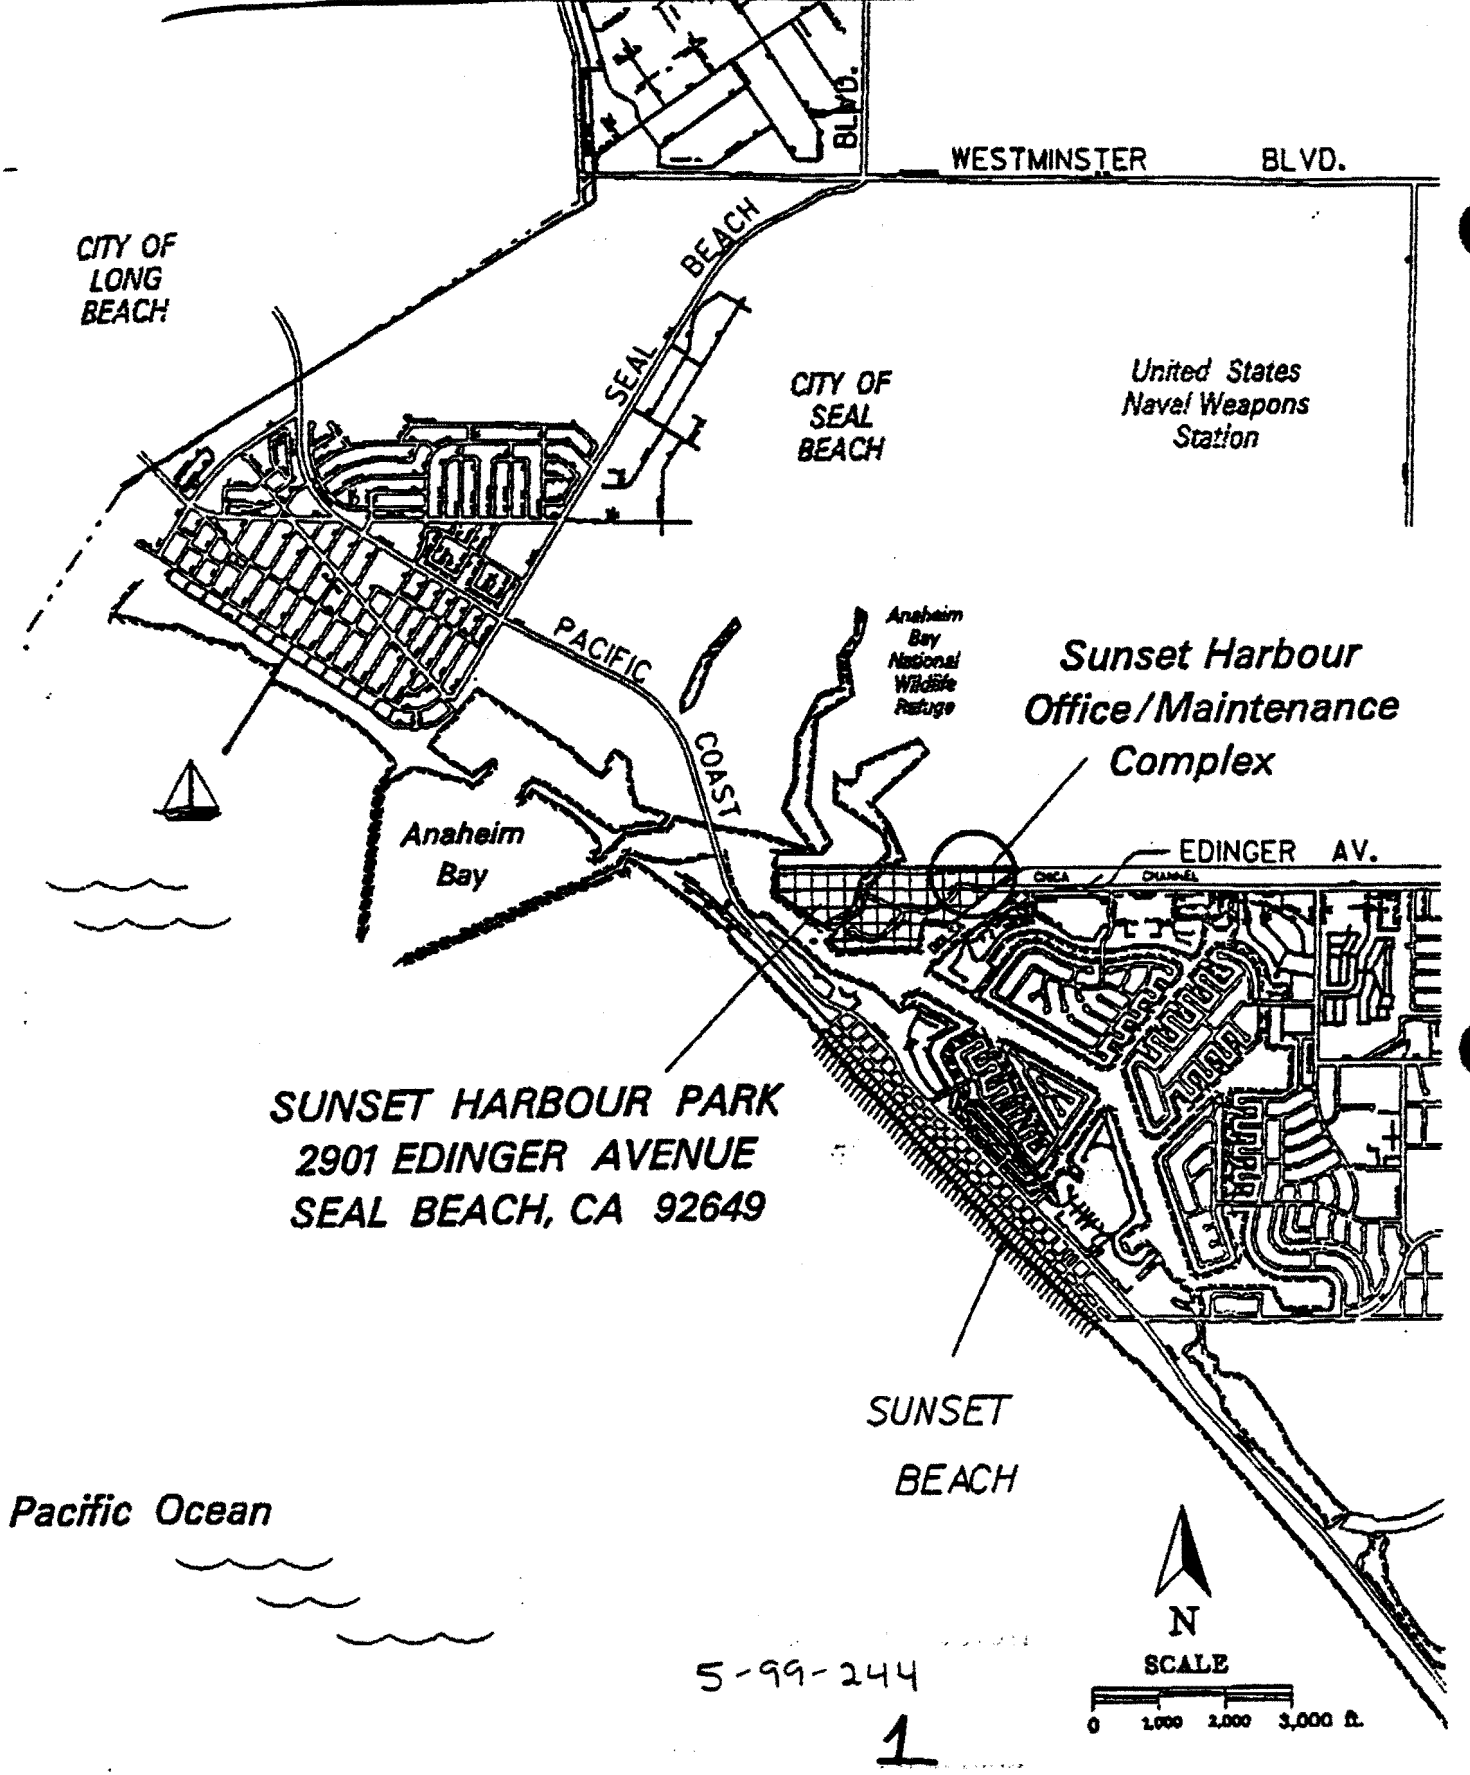 BLVD.
WESTMINSTER BLVD.
CITY OF
LONG
BEACH
SEAL BEACH
CITY OF
SEAL
BEACH
United States
Naval Weapons
Station
PACIFIC COAST
Anaheim
Bay
National
Wildlife
Refuge
Sunset Harbour
Office/Maintenance
Complex
Anaheim
Bay
EDINGER AV.
CHANNEL
SUNSET HARBOUR PARK
2901 EDINGER AVENUE
SEAL BEACH, CA 92649
SUNSET
BEACH
Pacific Ocean
N
SCALE
0 1,000 2,000 3,000 ft.
5-99-244
1